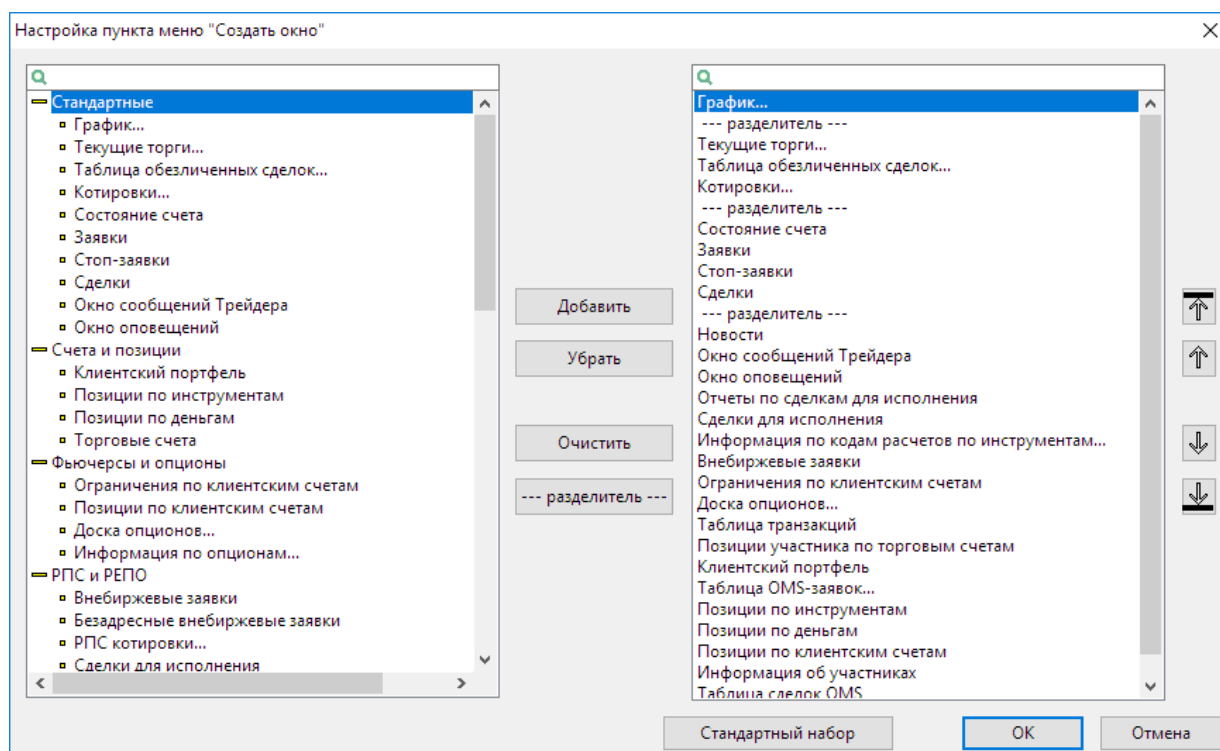 Настройка пункта меню "Создать окно"
Стандартные
График...
Текущие торги...
Таблица обезличенных сделок...
Котировки...
Состояние счета
Заявки
Стоп-заявки
Сделки
Окно сообщений Трейдера
Окно оповещений
Счета и позиции
Клиентский портфель
Позиции по инструментам
Позиции по деньгам
Торговые счета
Фьючерсы и опционы
Ограничения по клиентским счетам
Позиции по клиентским счетам
Доска опционов...
Информация по опционам...
РПС и РЕПО
Внебиржевые заявки
Безадресные внебиржевые заявки
РПС котировки...
Сделки для исполнения
Добавить
Убрать
Очистить
--- разделитель ---
График...
--- разделитель ---
Текущие торги...
Таблица обезличенных сделок...
Котировки...
--- разделитель ---
Состояние счета
Заявки
Стоп-заявки
Сделки
--- разделитель ---
Новости
Окно сообщений Трейдера
Окно оповещений
Отчеты по сделкам для исполнения
Сделки для исполнения
Информация по кодам расчетов по инструментам...
Внебиржевые заявки
Ограничения по клиентским счетам
Доска опционов...
Таблица транзакций
Позиции участника по торговым счетам
Клиентский портфель
Таблица OMS-заявок...
Позиции по инструментам
Позиции по деньгам
Позиции по клиентским счетам
Информация об участниках
Таблица сделок OMS
Стандартный набор
OK
Отмена